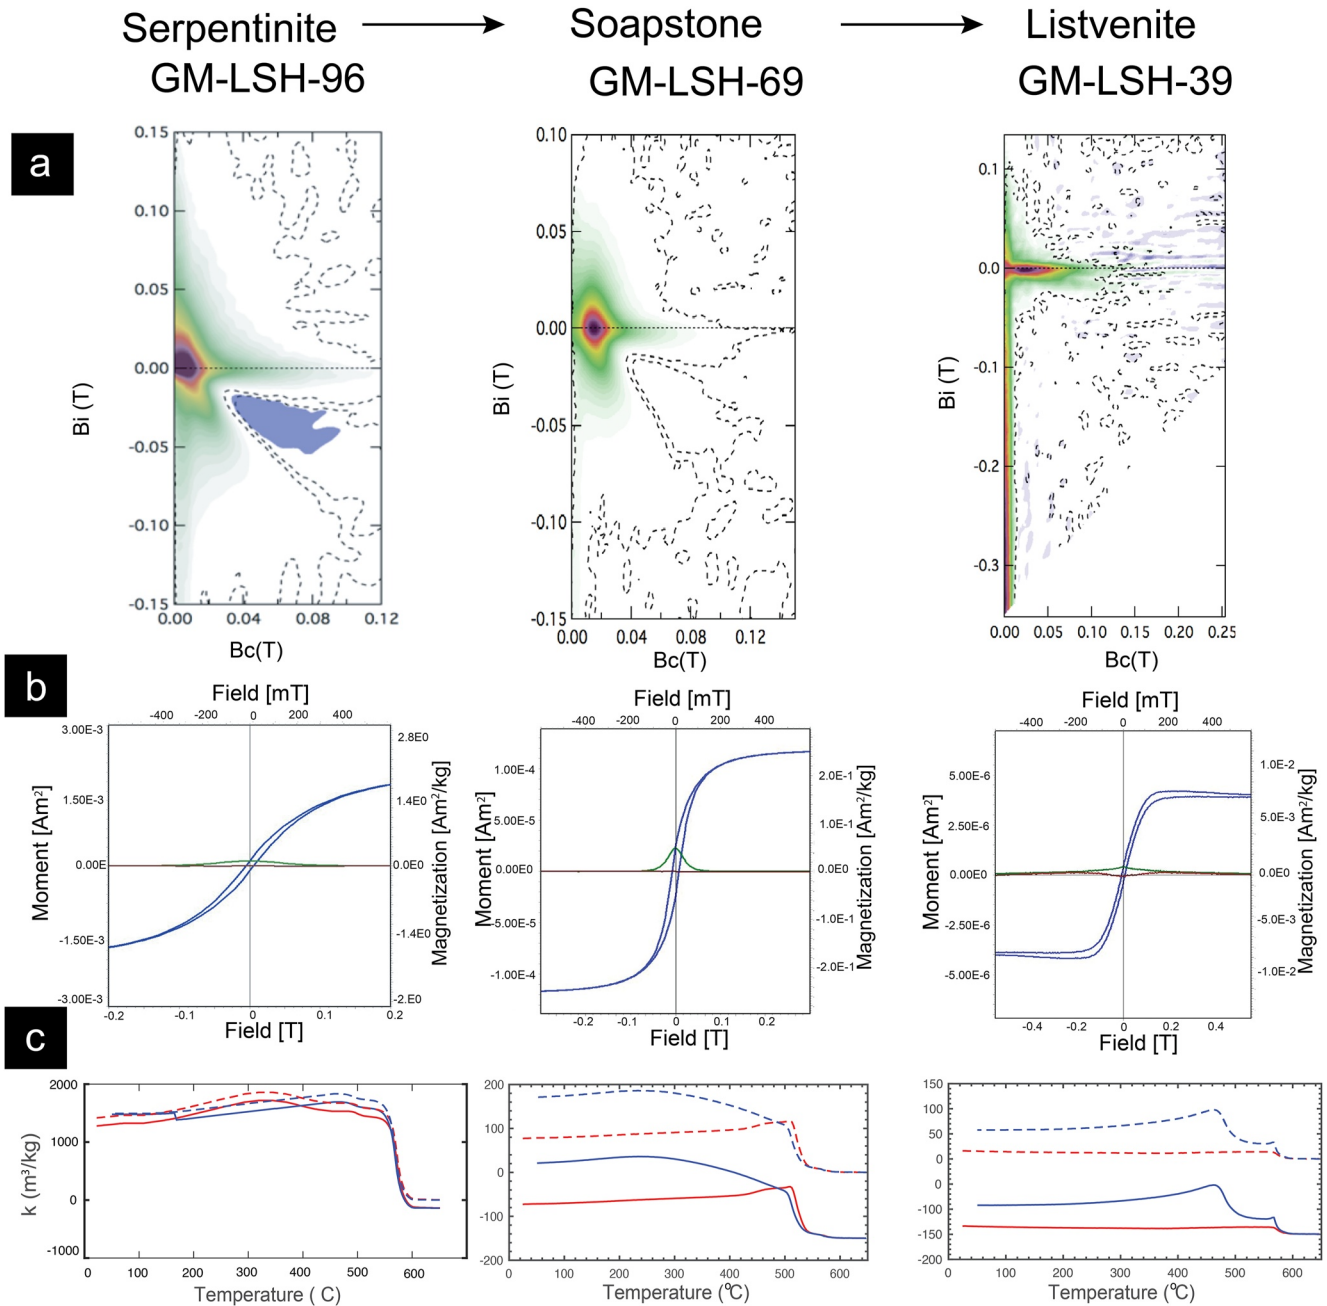 Serpentinite
Soapstone
Listvenite
GM-LSH-96
GM-LSH-69
GM-LSH-39
a
0.15
0.10
0.05
0.00
-0.05
-0.10
-0.15
Bi (T)
0.00 0.04 0.08 0.12
Bc(T)
0.10
0.05
0.00
-0.05
-0.10
-0.15
Bi (T)
0.00 0.04 0.08 0.12
Bc(T)
0.1
0.0
-0.1
-0.2
-0.3
Bi (T)
0.00 0.05 0.10 0.15 0.20 0.25
Bc(T)
b
Field [mT]
-400 -200 0 200 400
3.00E-3
1.50E-3
0.00E
-1.50E-3
-3.00E-3
Moment [Am²]
2.8E0
1.4E0
0.0E0
-1.4E0
-2.E0
Magnetization [Am²/kg]
-0.2 -0.1 0 0.1 0.2
Field [T]
Field [mT]
-400 -200 0 200 400
1.00E-4
5.00E-5
0.00E0
-5.00E-5
-1.00E-4
Moment [Am²]
2.0E-1
1.0E-1
0.0E0
-1.0E-1
-2.0E-1
Magnetization [Am²/kg]
-0.2 -0.1 0 0.1 0.2
Field [T]
Field [mT]
-400 -200 0 200 400
5.00E-6
2.50E-6
0.00E0
-2.50E-6
-5.00E-6
Moment [Am²]
1.0E-2
5.0E-3
0.0E0
-5.0E-3
-1.0E-2
Magnetization [Am²/kg]
-0.4 -0.2 0 0.2 0.4
Field [T]
c
2000
1000
0
-1000
k (m³/kg)
0 100 200 300 400 500 600
Temperature ( C)
200
100
0
-100
-200
0 100 200 300 400 500 600
Temperature (ºC)
150
100
50
0
0
-50
-100
-150
-200
0 100 200 300 400 500 600
Temperature (ºC)